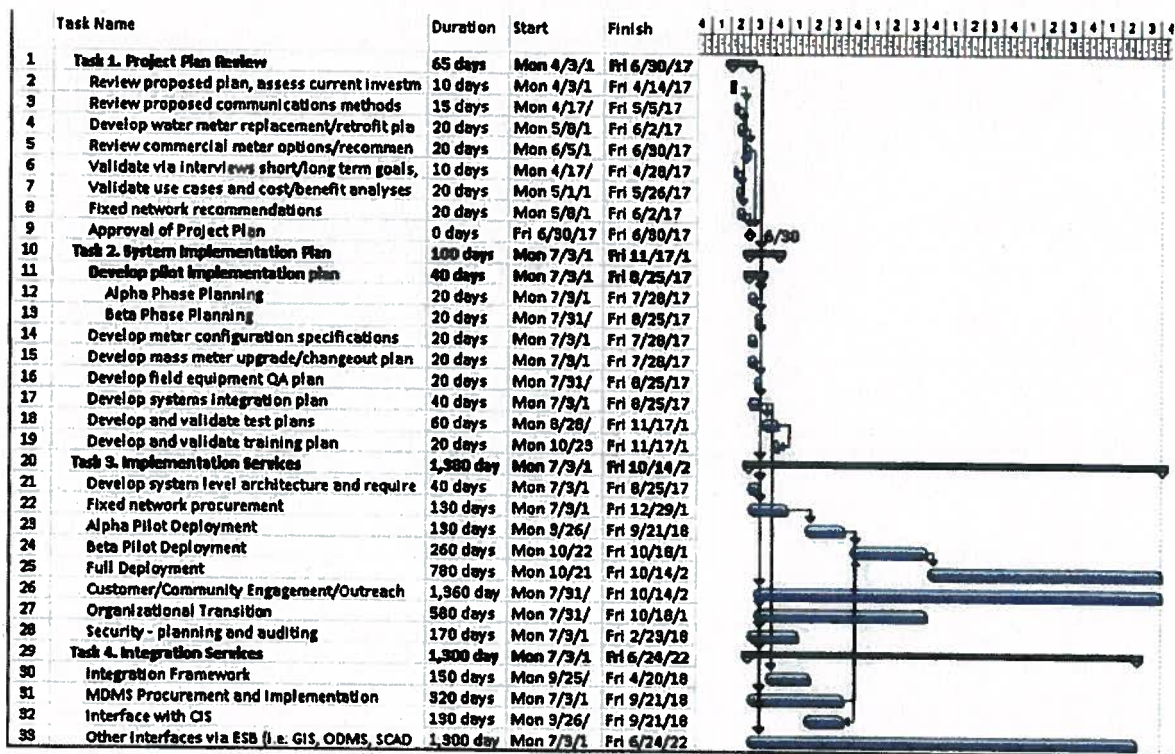 Task Name Duration Start Finish 4 1 2 3 4 1 2 3 4 1 2 3 4 1 2 3 4 1 2 3 4 1 2 3 4
1 Task 1. Project Plan Review 65 days Mon 4/3/1 Fri 6/30/17
2 Review proposed plan, assess current investm 10 days Mon 4/3/1 Fri 4/14/17
3 Review proposed communications methods 15 days Mon 4/17/ Fri 5/5/17
4 Develop water meter replacement/retrofit pla 20 days Mon 5/8/1 Fri 6/2/17
5 Review commercial meter options/recommen 20 days Mon 6/5/1 Fri 6/30/17
6 Validate via interviews short/long term goals, 10 days Mon 4/17/ Fri 4/28/17
7 Validate use cases and cost/benefit analyses 20 days Mon 5/1/1 Fri 5/26/17
8 Fixed network recommendations 20 days Mon 5/8/1 Fri 6/2/17
9 Approval of Project Plan 0 days Fri 6/30/17 Fri 6/30/17 6/30
10 Task 2. System Implementation Plan 100 days Mon 7/3/1 Fri 11/17/1
11 Develop pilot implementation plan 40 days Mon 7/3/1 Fri 8/25/17
12 Alpha Phase Planning 20 days Mon 7/3/1 Fri 7/28/17
13 Beta Phase Planning 20 days Mon 7/31/ Fri 8/25/17
14 Develop meter configuration specifications 20 days Mon 7/3/1 Fri 7/28/17
15 Develop mass meter upgrade/changeout plan 20 days Mon 7/3/1 Fri 7/28/17
16 Develop field equipment QA plan 20 days Mon 7/31/ Fri 8/25/17
17 Develop systems integration plan 40 days Mon 7/3/1 Fri 8/25/17
18 Develop and validate test plans 60 days Mon 8/28/ Fri 11/17/1
19 Develop and validate training plan 20 days Mon 10/23 Fri 11/17/1
20 Task 3. Implementation Services 1,380 day Mon 7/3/1 Fri 10/14/2
21 Develop system level architecture and require 40 days Mon 7/3/1 Fri 8/25/17
22 Fixed network procurement 130 days Mon 7/3/1 Fri 12/29/1
23 Alpha Pilot Deployment 130 days Mon 3/26/ Fri 9/21/18
24 Beta Pilot Deployment 260 days Mon 10/22 Fri 10/18/1
25 Full Deployment 780 days Mon 10/21 Fri 10/14/2
26 Customer/Community Engagement/Outreach 1,360 day Mon 7/31/ Fri 10/14/2
27 Organizational Transition 580 days Mon 7/31/ Fri 10/18/1
28 Security - planning and auditing 170 days Mon 7/3/1 Fri 2/23/18
29 Task 4. Integration Services 1,300 day Mon 7/3/1 Fri 6/24/22
30 Integration Framework 150 days Mon 9/25/ Fri 4/20/18
31 MDMS Procurement and Implementation 320 days Mon 7/3/1 Fri 9/21/18
32 Interface with CIS 130 days Mon 3/26/ Fri 9/21/18
33 Other Interfaces via ESB (i.e: GIS, ODMS, SCAD 1,300 day Mon 7/3/1 Fri 6/24/22